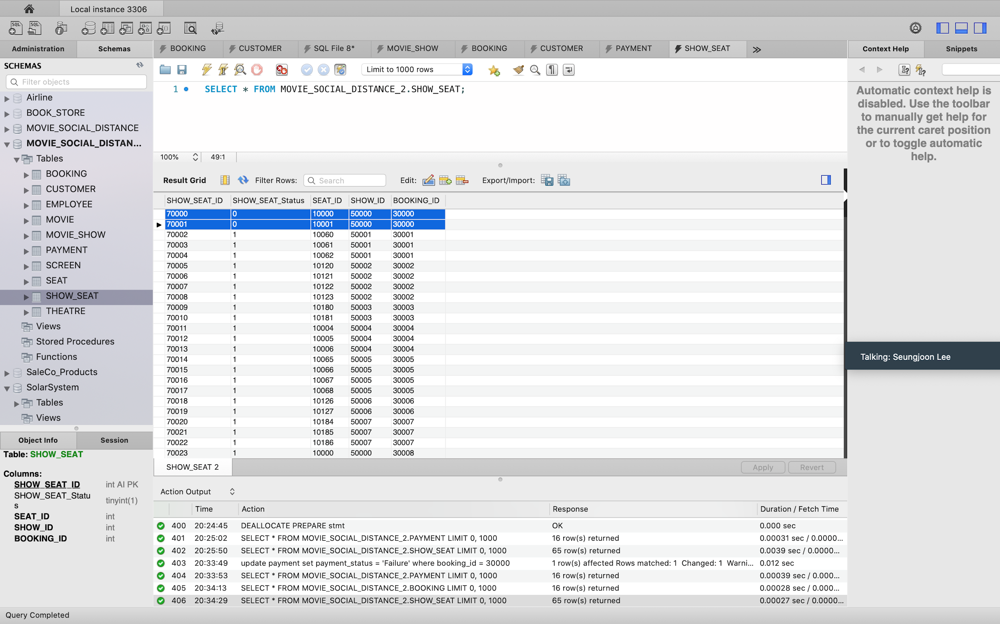 Local instance 3306
Administration Schemas
BOOKING CUSTOMER SQL File 8* MOVIE_SHOW BOOKING CUSTOMER PAYMENT SHOW_SEAT
Context Help Snippets
SCHEMAS
Filter objects
Airline
BOOK_STORE
MOVIE_SOCIAL_DISTANCE
MOVIE_SOCIAL_DISTAN...
Tables
BOOKING
CUSTOMER
EMPLOYEE
MOVIE
MOVIE_SHOW
PAYMENT
SCREEN
SEAT
SHOW_SEAT
THEATRE
Views
Stored Procedures
Functions
SaleCo_Products
SolarSystem
Tables
Views
Object Info Session
Table: SHOW_SEAT
Columns:
SHOW_SEAT_ID int AI PK
SHOW_SEAT_Statu
s tinyint(1)
SEAT_ID int
SHOW_ID int
BOOKING_ID int
Limit to 1000 rows
1 SELECT * FROM MOVIE_SOCIAL_DISTANCE_2.SHOW_SEAT;
100% 49:1
Result Grid Filter Rows: Search Edit: Export/Import:
SHOW_SEAT_ID SHOW_SEAT_Status SEAT_ID SHOW_ID BOOKING_ID
70000 0 10000 50000 30000
70001 0 10001 50000 30000
70002 1 10060 50001 30001
70003 1 10061 50001 30001
70004 1 10062 50001 30001
70005 1 10120 50002 30002
70006 1 10121 50002 30002
70007 1 10122 50002 30002
70008 1 10123 50002 30002
70009 1 10180 50003 30003
70010 1 10181 50003 30003
70011 1 10004 50004 30004
70012 1 10005 50004 30004
70013 1 10006 50004 30004
70014 1 10065 50005 30005
70015 1 10066 50005 30005
70016 1 10067 50005 30005
70017 1 10068 50005 30005
70018 1 10126 50006 30006
70019 1 10127 50006 30006
70020 1 10184 50007 30007
70021 1 10185 50007 30007
70022 1 10186 50007 30007
70023 1 10000 50000 30008
SHOW_SEAT 2 Apply Revert
Action Output
Time Action Response Duration / Fetch Time
400 20:24:45 DEALLOCATE PREPARE stmt OK 0.000 sec
401 20:25:02 SELECT * FROM MOVIE_SOCIAL_DISTANCE_2.PAYMENT LIMIT 0, 1000 16 row(s) returned 0.00031 sec / 0.0000...
402 20:25:50 SELECT * FROM MOVIE_SOCIAL_DISTANCE_2.SHOW_SEAT LIMIT 0, 1000 65 row(s) returned 0.0039 sec / 0.0000...
403 20:33:49 update payment set payment_status = 'Failure' where booking_id = 30000 1 row(s) affected Rows matched: 1 Changed: 1 Warni... 0.012 sec
404 20:33:53 SELECT * FROM MOVIE_SOCIAL_DISTANCE_2.PAYMENT LIMIT 0, 1000 16 row(s) returned 0.00039 sec / 0.000...
405 20:34:13 SELECT * FROM MOVIE_SOCIAL_DISTANCE_2.BOOKING LIMIT 0, 1000 16 row(s) returned 0.00028 sec / 0.000...
406 20:34:29 SELECT * FROM MOVIE_SOCIAL_DISTANCE_2.SHOW_SEAT LIMIT 0, 1000 65 row(s) returned 0.00027 sec / 0.0000...
Automatic context help is
disabled. Use the toolbar
to manually get help for
the current caret position
or to toggle automatic
help.
Talking: Seungjoon Lee
Query Completed